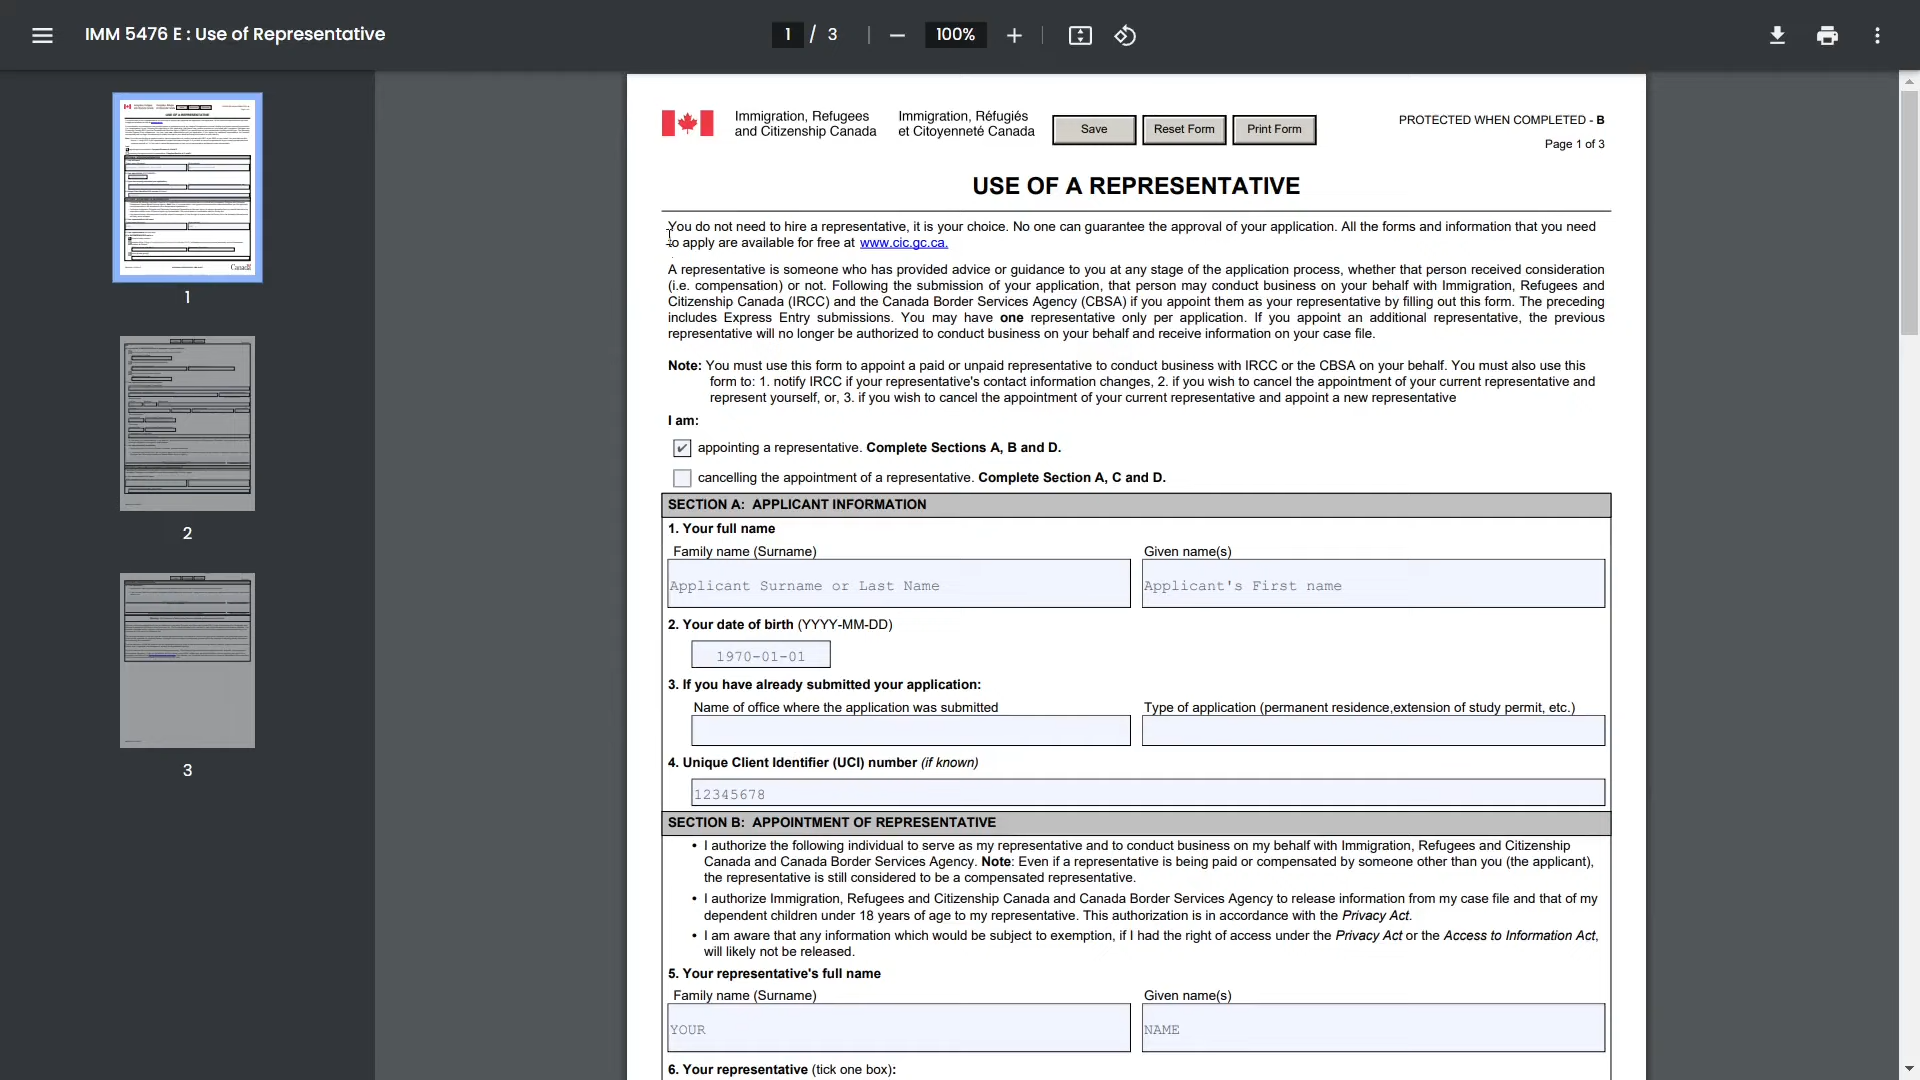 IMM 5476 E : Use of Representative
1 / 3
100%
1
2
3
Immigration, Refugees
and Citizenship Canada
Immigration, Réfugiés
et Citoyenneté Canada
Save
Reset Form
Print Form
PROTECTED WHEN COMPLETED - B
Page 1 of 3
USE OF A REPRESENTATIVE
You do not need to hire a representative, it is your choice. No one can guarantee the approval of your application. All the forms and information that you need
to apply are available for free at www.cic.gc.ca.
A representative is someone who has provided advice or guidance to you at any stage of the application process, whether that person received consideration
(i.e. compensation) or not. Following the submission of your application, that person may conduct business on your behalf with Immigration, Refugees and
Citizenship Canada (IRCC) and the Canada Border Services Agency (CBSA) if you appoint them as your representative by filling out this form. The preceding
includes Express Entry submissions. You may have one representative only per application. If you appoint an additional representative, the previous
representative will no longer be authorized to conduct business on your behalf and receive information on your case file.
Note: You must use this form to appoint a paid or unpaid representative to conduct business with IRCC or the CBSA on your behalf. You must also use this
form to: 1. notify IRCC if your representative's contact information changes, 2. if you wish to cancel the appointment of your current representative and
represent yourself, or, 3. if you wish to cancel the appointment of your current representative and appoint a new representative
I am:
appointing a representative. Complete Sections A, B and D.
cancelling the appointment of a representative. Complete Section A, C and D.
SECTION A: APPLICANT INFORMATION
1. Your full name
Family name (Surname)
Given name(s)
Applicant Surname or Last Name
Applicant's First name
2. Your date of birth (YYYY-MM-DD)
1970-01-01
3. If you have already submitted your application:
Name of office where the application was submitted
Type of application (permanent residence,extension of study permit, etc.)
4. Unique Client Identifier (UCI) number (if known)
12345678
SECTION B: APPOINTMENT OF REPRESENTATIVE
• I authorize the following individual to serve as my representative and to conduct business on my behalf with Immigration, Refugees and Citizenship
Canada and Canada Border Services Agency. Note: Even if a representative is being paid or compensated by someone other than you (the applicant),
the representative is still considered to be a compensated representative.
• I authorize Immigration, Refugees and Citizenship Canada and Canada Border Services Agency to release information from my case file and that of my
dependent children under 18 years of age to my representative. This authorization is in accordance with the Privacy Act.
• I am aware that any information which would be subject to exemption, if I had the right of access under the Privacy Act or the Access to Information Act,
will likely not be released.
5. Your representative's full name
Family name (Surname)
Given name(s)
YOUR
NAME
6. Your representative (tick one box):